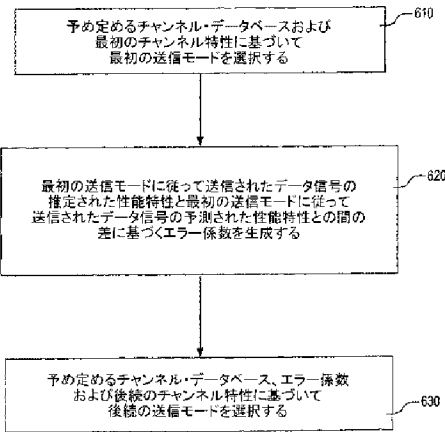 予め定めるチャンネル・データベースおよび
最初のチャンネル特性に基づいて
最初の送信モードを選択する
610
最初の送信モードに従って送信されたデータ信号の
推定された性能特性と最初の送信モードに従って
送信されたデータ信号の予測された性能特性との間の
差に基づくエラー係数を生成する
620
予め定めるチャンネル・データベース、エラー係数
および後続のチャンネル特性に基づいて
後続の送信モードを選択する
630